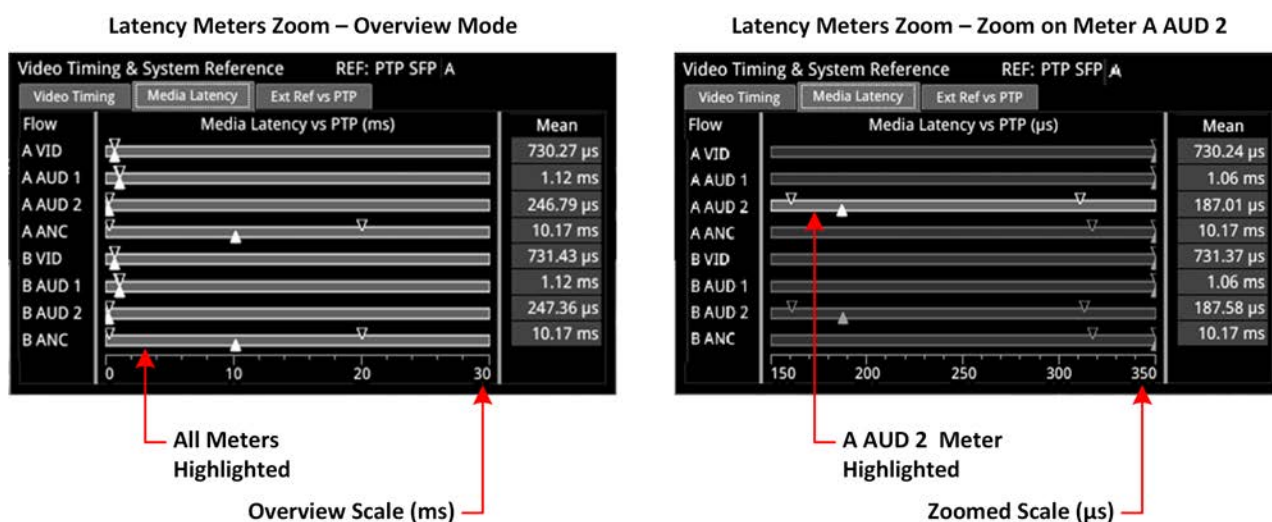 Latency Meters Zoom – Overview Mode
Video Timing & System Reference REF: PTP SFP A
Video Timing Media Latency Ext Ref vs PTP
Flow Media Latency vs PTP (ms) Mean
A VID 730.27 µs
A AUD 1 1.12 ms
A AUD 2 246.79 µs
A ANC 10.17 ms
B VID 731.43 µs
B AUD 1 1.12 ms
B AUD 2 247.36 µs
B ANC 10.17 ms
0 10 20 30
All Meters
Highlighted
Overview Scale (ms)
Latency Meters Zoom – Zoom on Meter A AUD 2
Video Timing & System Reference REF: PTP SFP A
Video Timing Media Latency Ext Ref vs PTP
Flow Media Latency vs PTP (µs) Mean
A VID 730.24 µs
A AUD 1 1.06 ms
A AUD 2 187.01 µs
A ANC 10.17 ms
B VID 731.37 µs
B AUD 1 1.06 ms
B AUD 2 187.58 µs
B ANC 10.17 ms
150 200 250 300 350
A AUD 2 Meter
Highlighted
Zoomed Scale (µs)